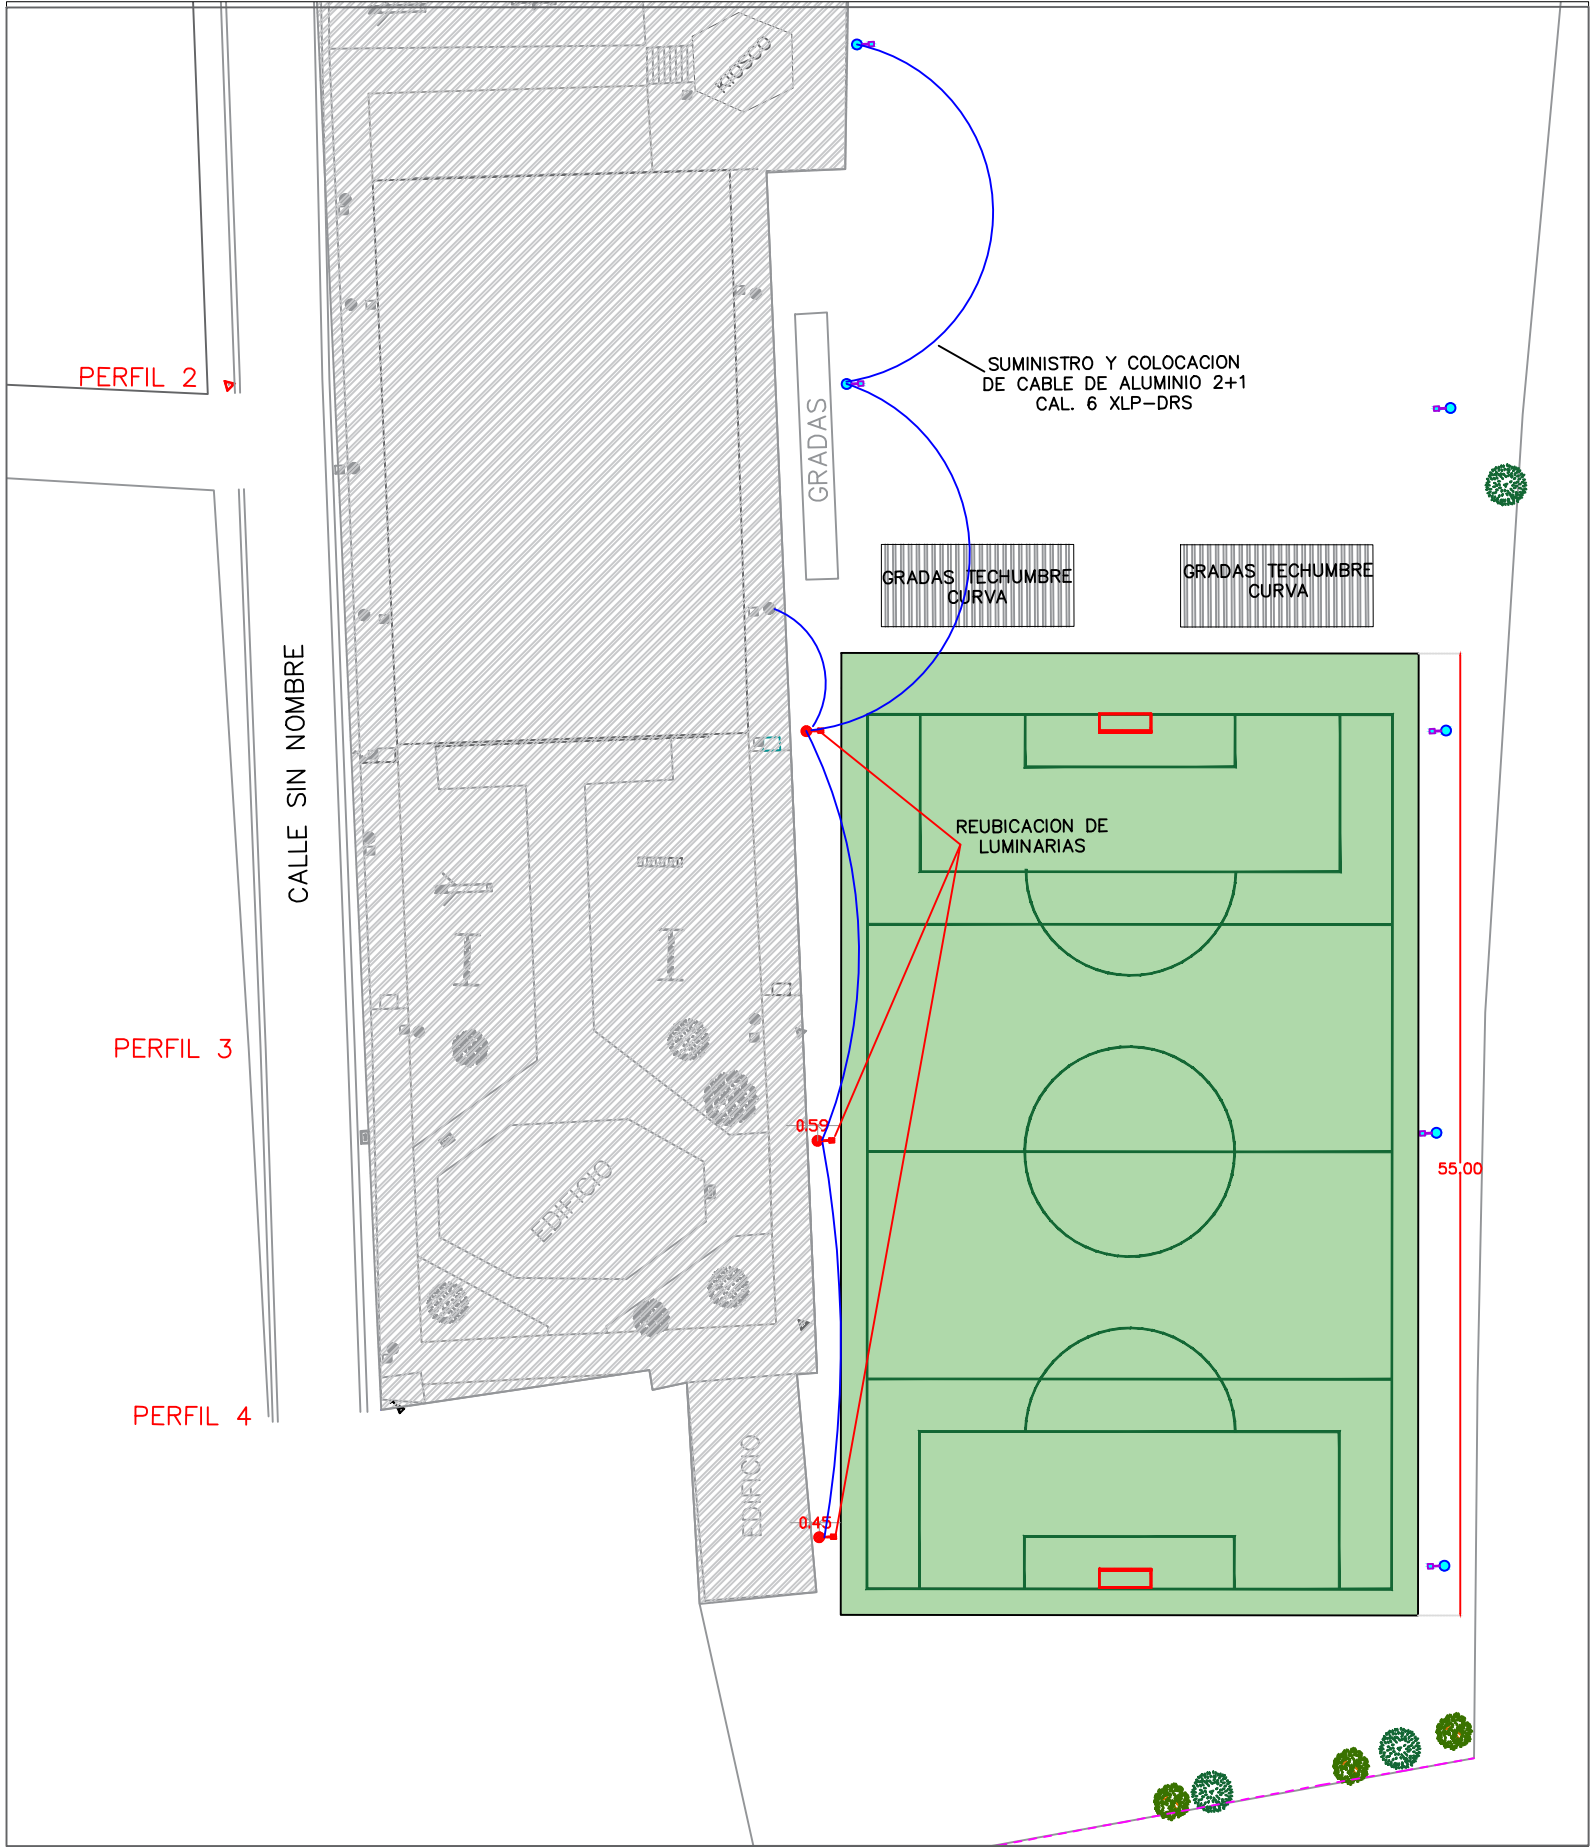 KIOSCO
SUMINISTRO Y COLOCACION
DE CABLE DE ALUMINIO 2+1
CAL. 6 XLP-DRS
PERFIL 2
GRADAS
GRADAS TECHUMBRE
CURVA
GRADAS TECHUMBRE
CURVA
CALLE SIN NOMBRE
REUBICACION DE
LUMINARIAS
PERFIL 3
0.59
55.00
EDIFICIO
PERFIL 4
EDIFICIO
0.45